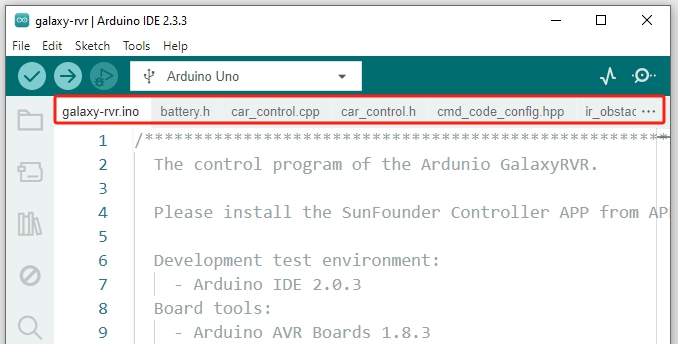 galaxy-rvr | Arduino IDE 2.3.3
File Edit Sketch Tools Help
Arduino Uno
galaxy-rvr.ino battery.h car_control.cpp car_control.h cmd_code_config.hpp ir_obstac ...
1 /*******************************************
2 The control program of the Ardunio GalaxyRVR.
3
4 Please install the SunFounder Controller APP from AP
5
6 Development test environment:
7 - Arduino IDE 2.0.3
8 Board tools:
9 - Arduino AVR Boards 1.8.3